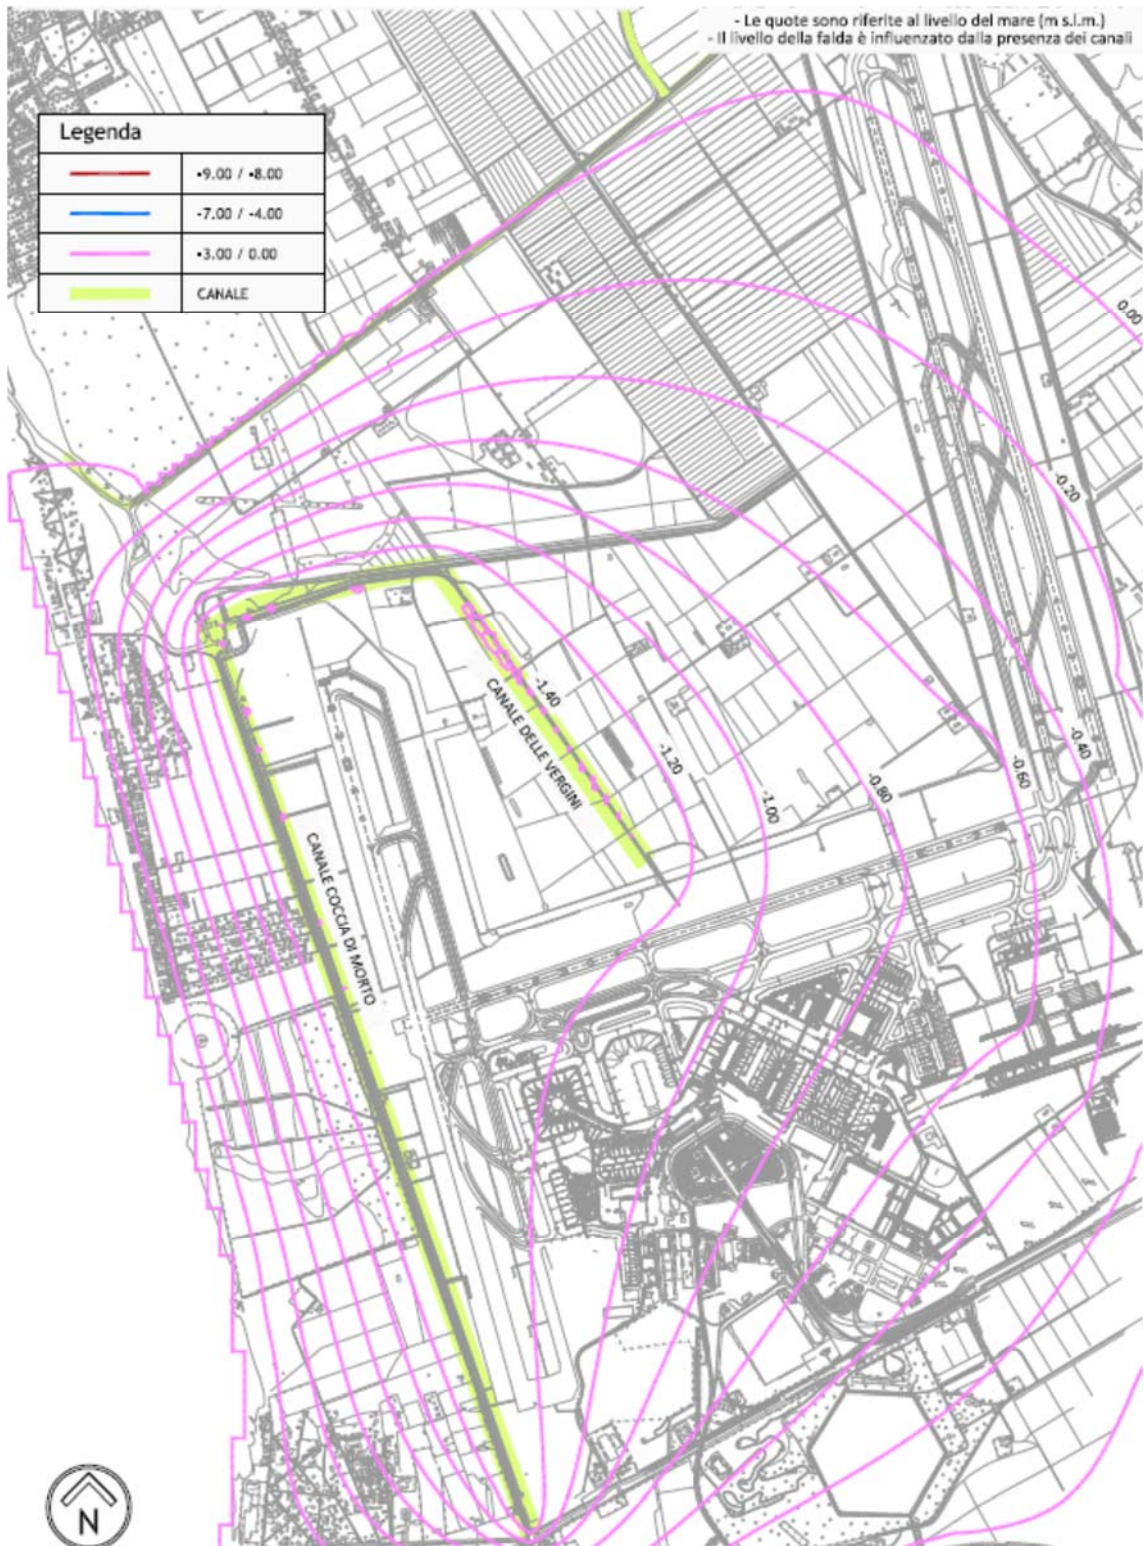 - Le quote sono riferite al livello del mare (m s.l.m.)
- Il livello della falda è influenzato dalla presenza dei canali
Legenda
-9.00 / -8.00
-7.00 / -4.00
-3.00 / 0.00
CANALE
0.00
-0.20
-0.40
-0.60
-0.80
-1.00
-1.20
-1.40
CANALE DELLE VERGINI
CANALE COCCIA DI MORTO
N